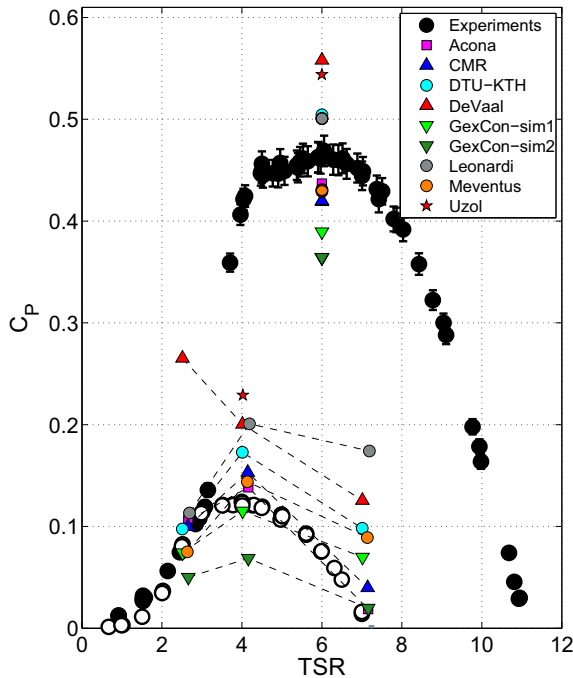 0.6
0.5
0.4
0.3
0.2
0.1
0
C_P
0 2 4 6 8 10 12
TSR
Experiments
Acona
CMR
DTU-KTH
DeVaal
GexCon-sim1
GexCon-sim2
Leonardi
Meventus
Uzol